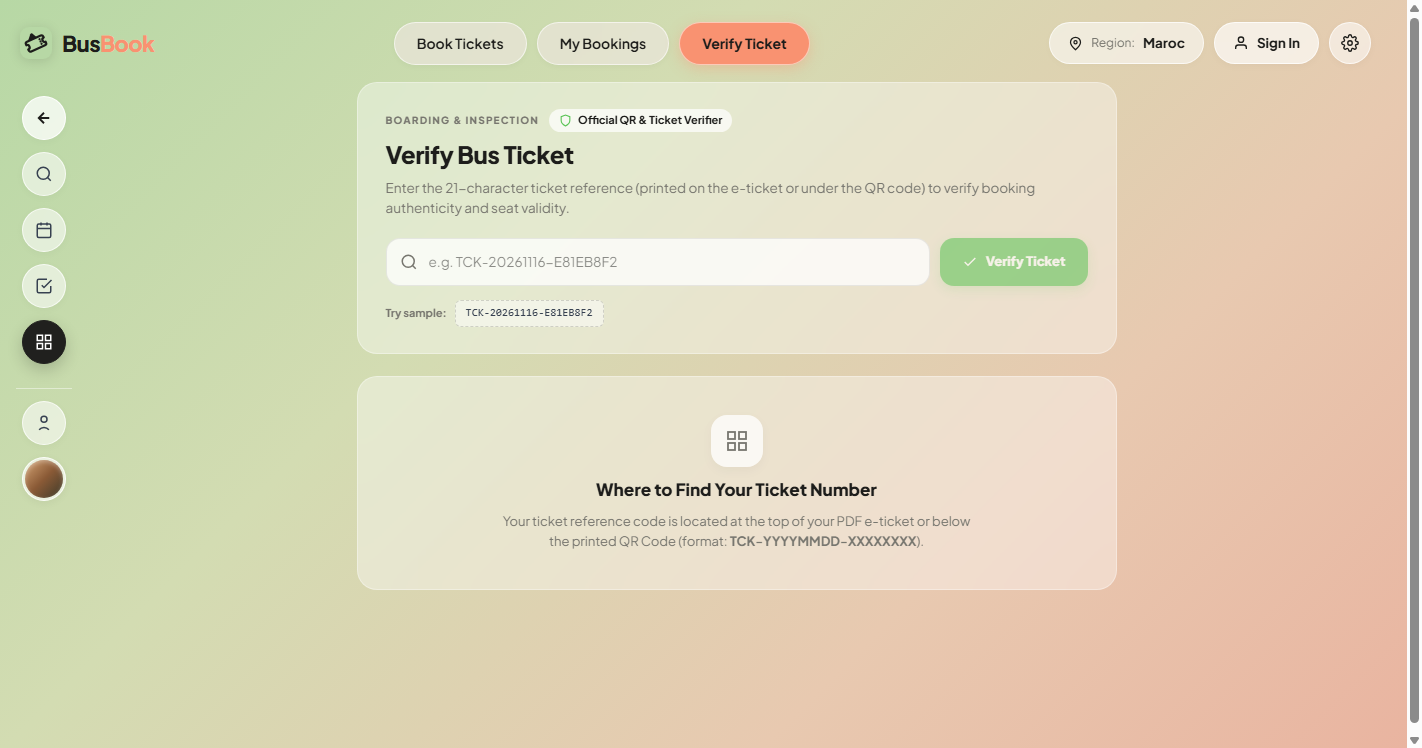 BusBook
Book Tickets
My Bookings
Verify Ticket
Region: Maroc
Sign In
BOARDING & INSPECTION
Official QR & Ticket Verifier
Verify Bus Ticket
Enter the 21–character ticket reference (printed on the e-ticket or under the QR code) to verify booking
authenticity and seat validity.
e.g. TCK-20261116–E81EB8F2
Verify Ticket
Try sample:
TCK-20261116-E81EB8F2
Where to Find Your Ticket Number
Your ticket reference code is located at the top of your PDF e-ticket or below
the printed QR Code (format: TCK-YYYYMMDD-XXXXXXXX).